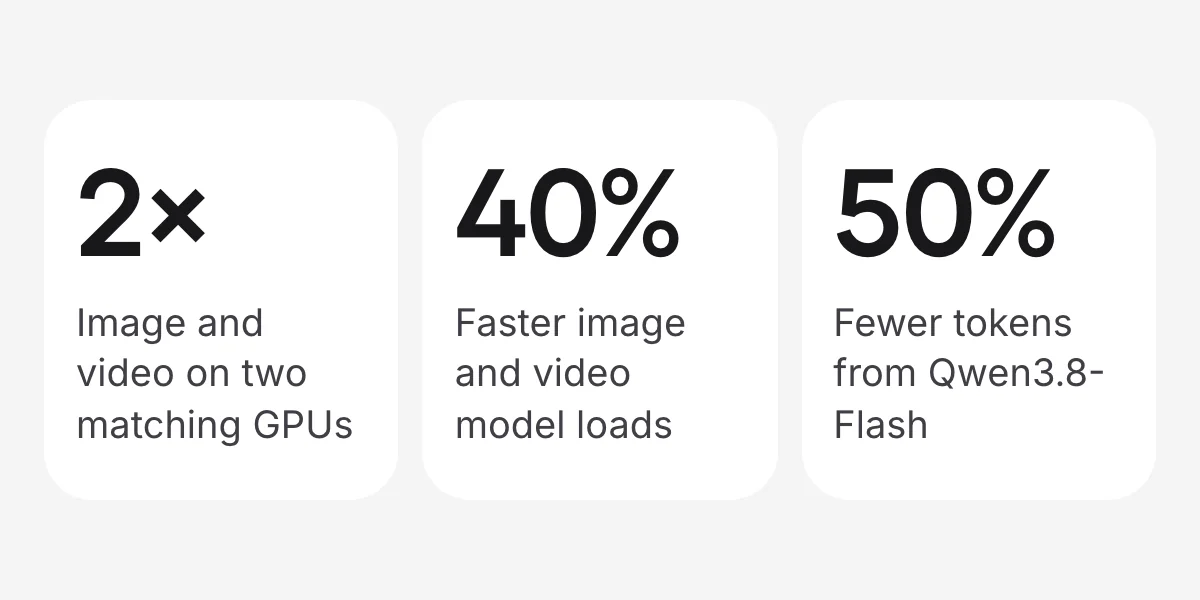 2×
Image and
video on two
matching GPUs
40%
Faster image
and video
model loads
50%
Fewer tokens
from Qwen3.8-
Flash